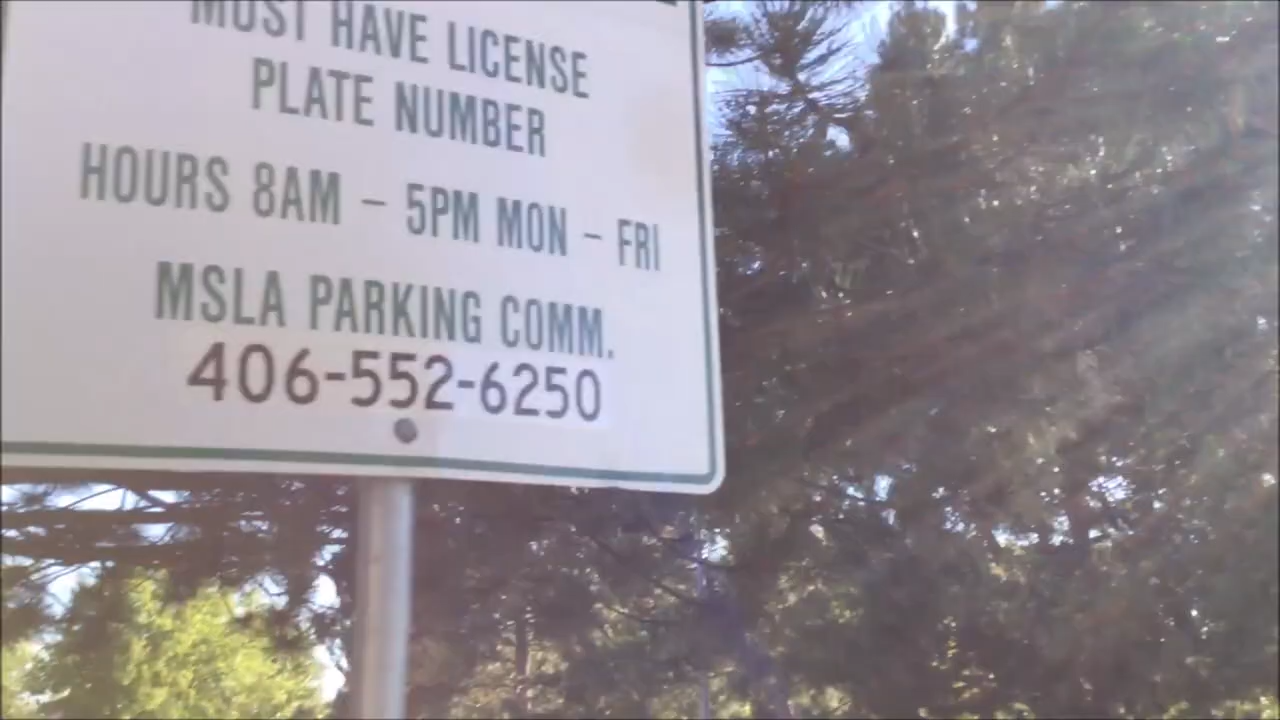 MUST HAVE LICENSE
PLATE NUMBER
HOURS 8AM - 5PM MON - FRI
MSLA PARKING COMM.
406-552-6250